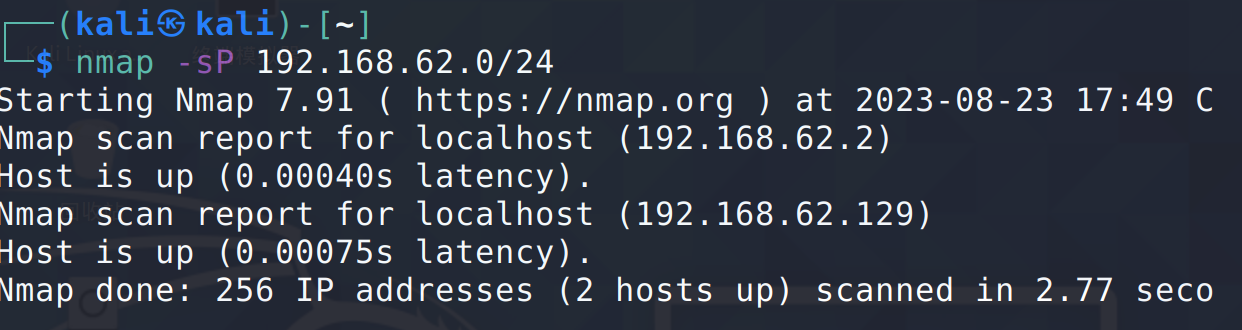 (kali㉿kali)-[~]
$ nmap -sP 192.168.62.0/24
Starting Nmap 7.91 ( https://nmap.org ) at 2023-08-23 17:49 C
Nmap scan report for localhost (192.168.62.2)
Host is up (0.00040s latency).
Nmap scan report for localhost (192.168.62.129)
Host is up (0.00075s latency).
Nmap done: 256 IP addresses (2 hosts up) scanned in 2.77 seco